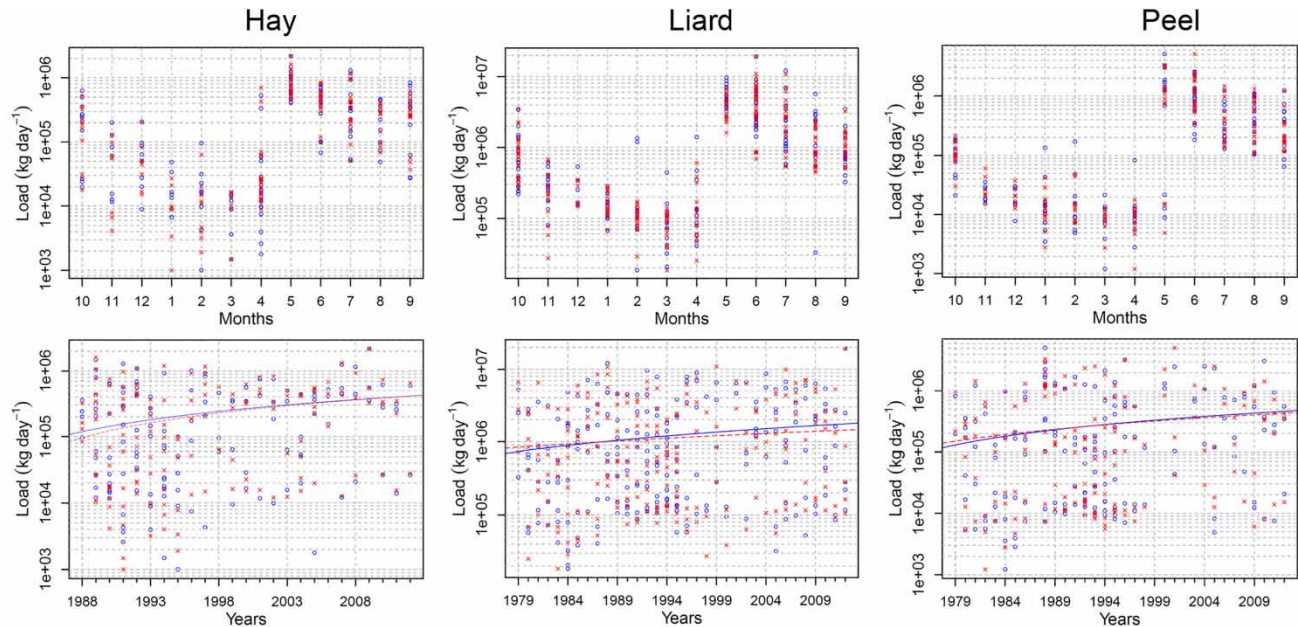 Hay
Liard
Peel
Load (kg day−1)
1e+06
1e+05
1e+04
1e+03
10 11 12 1 2 3 4 5 6 7 8 9
Months
Load (kg day−1)
1e+07
1e+06
1e+05
10 11 12 1 2 3 4 5 6 7 8 9
Months
Load (kg day−1)
1e+06
1e+05
1e+04
1e+03
10 11 12 1 2 3 4 5 6 7 8 9
Months
Load (kg day−1)
1e+06
1e+05
1e+04
1e+03
1988 1993 1998 2003 2008
Years
Load (kg day−1)
1e+07
1e+06
1e+05
1979 1984 1989 1994 1999 2004 2009
Years
Load (kg day−1)
1e+06
1e+05
1e+04
1e+03
1979 1984 1989 1994 1999 2004 2009
Years